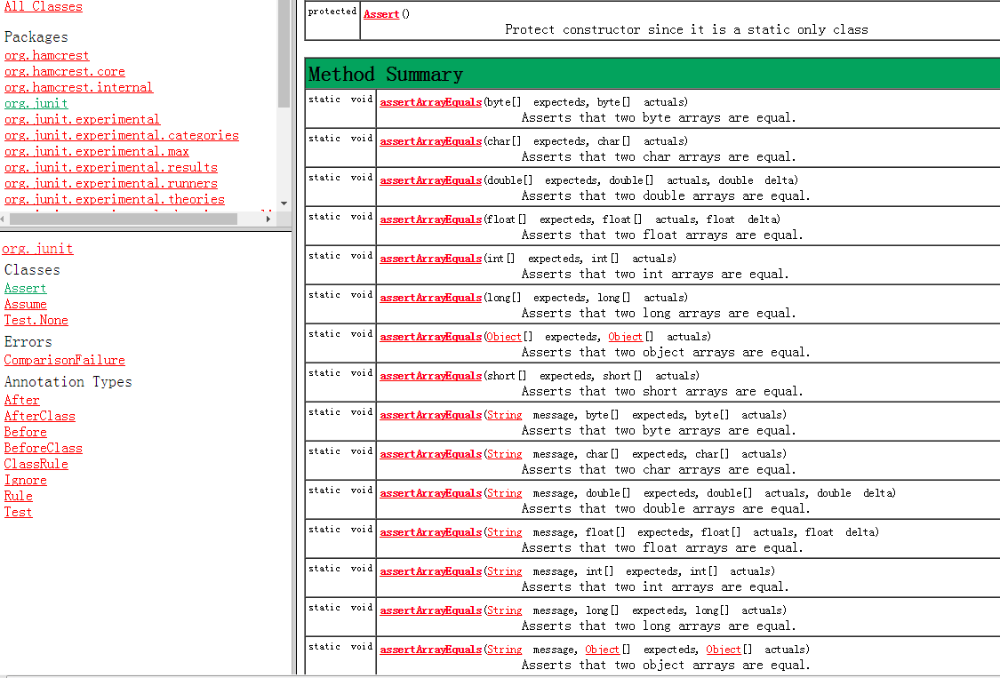 All Classes
Packages
org.hamcrest
org.hamcrest.core
org.hamcrest.internal
org.junit
org.junit.experimental
org.junit.experimental.categories
org.junit.experimental.max
org.junit.experimental.results
org.junit.experimental.runners
org.junit.experimental.theories
org.junit
Classes
Assert
Assume
Test.None
Errors
ComparisonFailure
Annotation Types
After
AfterClass
Before
BeforeClass
ClassRule
Ignore
Rule
Test
protected Assert()
Protect constructor since it is a static only class
Method Summary
static void assertArrayEquals(byte[] expecteds, byte[] actuals)
Asserts that two byte arrays are equal.
static void assertArrayEquals(char[] expecteds, char[] actuals)
Asserts that two char arrays are equal.
static void assertArrayEquals(double[] expecteds, double[] actuals, double delta)
Asserts that two double arrays are equal.
static void assertArrayEquals(float[] expecteds, float[] actuals, float delta)
Asserts that two float arrays are equal.
static void assertArrayEquals(int[] expecteds, int[] actuals)
Asserts that two int arrays are equal.
static void assertArrayEquals(long[] expecteds, long[] actuals)
Asserts that two long arrays are equal.
static void assertArrayEquals(Object[] expecteds, Object[] actuals)
Asserts that two object arrays are equal.
static void assertArrayEquals(short[] expecteds, short[] actuals)
Asserts that two short arrays are equal.
static void assertArrayEquals(String message, byte[] expecteds, byte[] actuals)
Asserts that two byte arrays are equal.
static void assertArrayEquals(String message, char[] expecteds, char[] actuals)
Asserts that two char arrays are equal.
static void assertArrayEquals(String message, double[] expecteds, double[] actuals, double delta)
Asserts that two double arrays are equal.
static void assertArrayEquals(String message, float[] expecteds, float[] actuals, float delta)
Asserts that two float arrays are equal.
static void assertArrayEquals(String message, int[] expecteds, int[] actuals)
Asserts that two int arrays are equal.
static void assertArrayEquals(String message, long[] expecteds, long[] actuals)
Asserts that two long arrays are equal.
static void assertArrayEquals(String message, Object[] expecteds, Object[] actuals)
Asserts that two object arrays are equal.